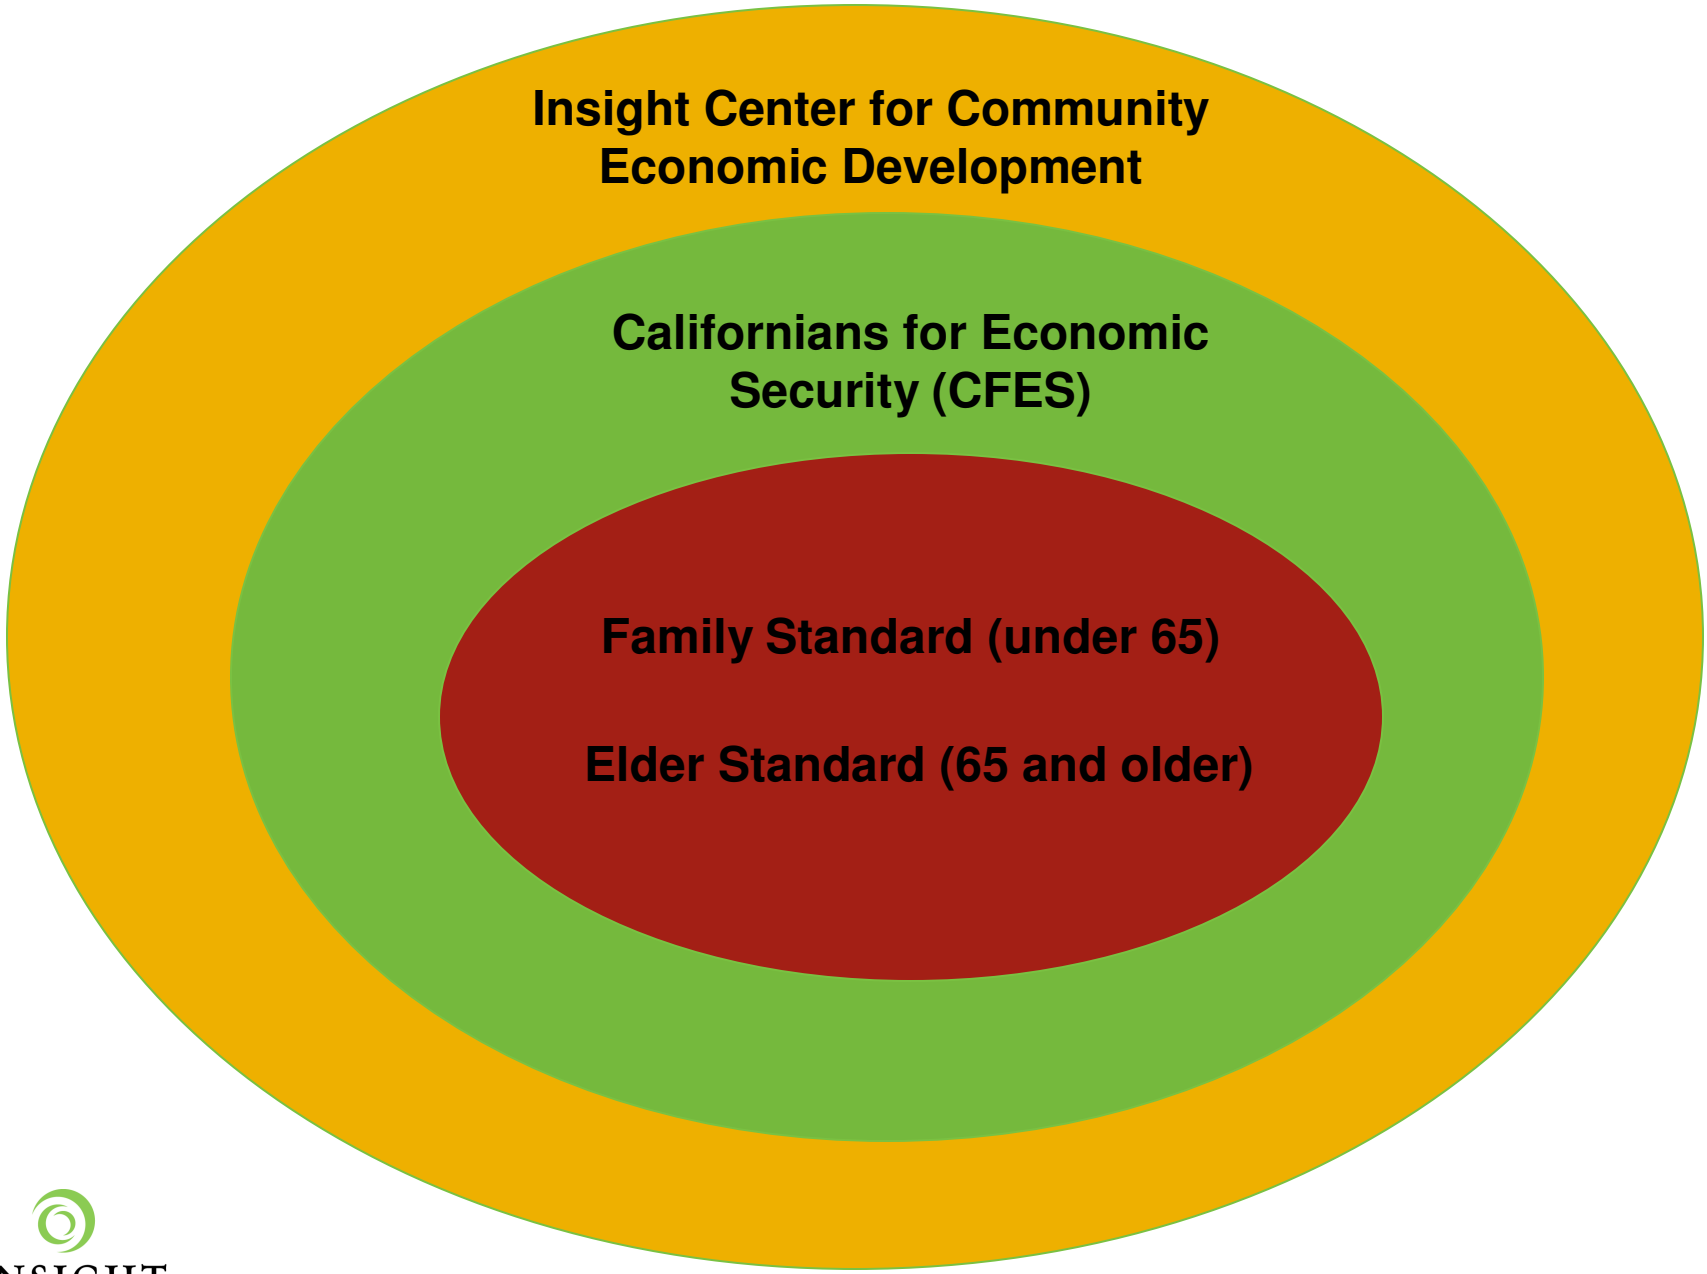 Insight Center for Community
Economic Development
Californians for Economic
Security (CFES)
Family Standard (under 65)
Elder Standard (65 and older)
NSIGHT